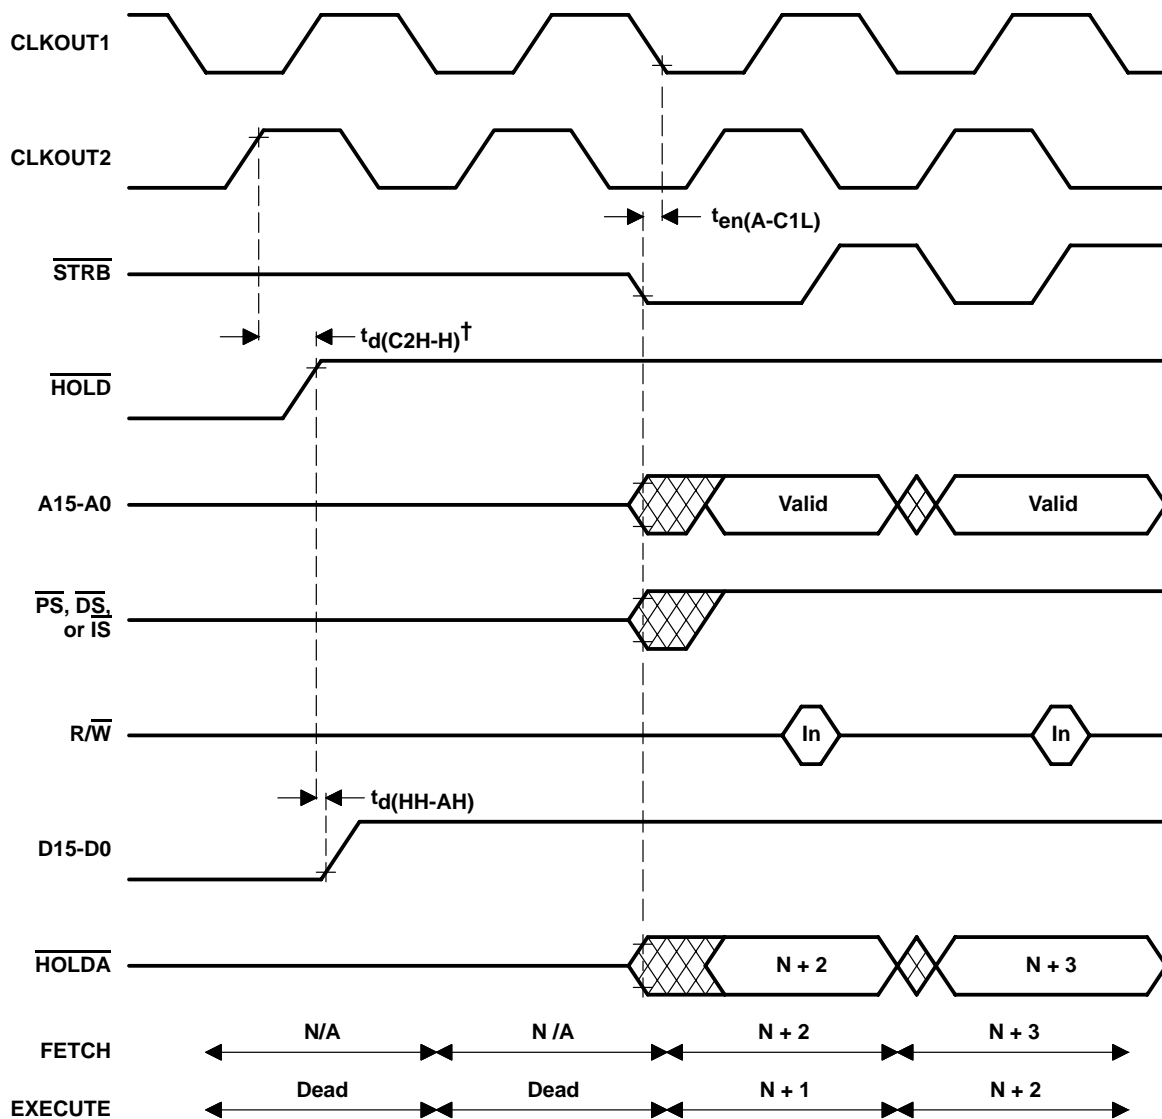 CLKOUT1
CLKOUT2
ten(A-C1L)
STRB
td(C2H-H)†
HOLD
A15-A0
Valid
Valid
PS, DS,
or IS
R/W
In
In
td(HH-AH)
D15-D0
HOLDA
N + 2
N + 3
FETCH
N/A
N /A
N + 2
N + 3
EXECUTE
Dead
Dead
N + 1
N + 2